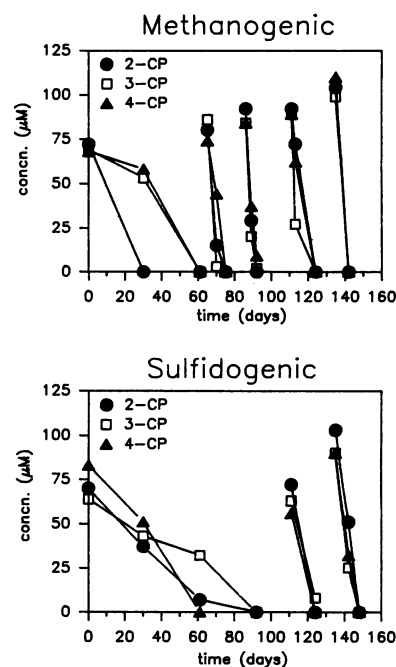 Methanogenic
125
100
75
50
25
0
concn. (μM)
2-CP
3-CP
4-CP
0 20 40 60 80 100 120 140 160
time (days)
Sulfidogenic
125
100
75
50
25
0
concn. (μM)
2-CP
3-CP
4-CP
0 20 40 60 80 100 120 140 160
time (days)